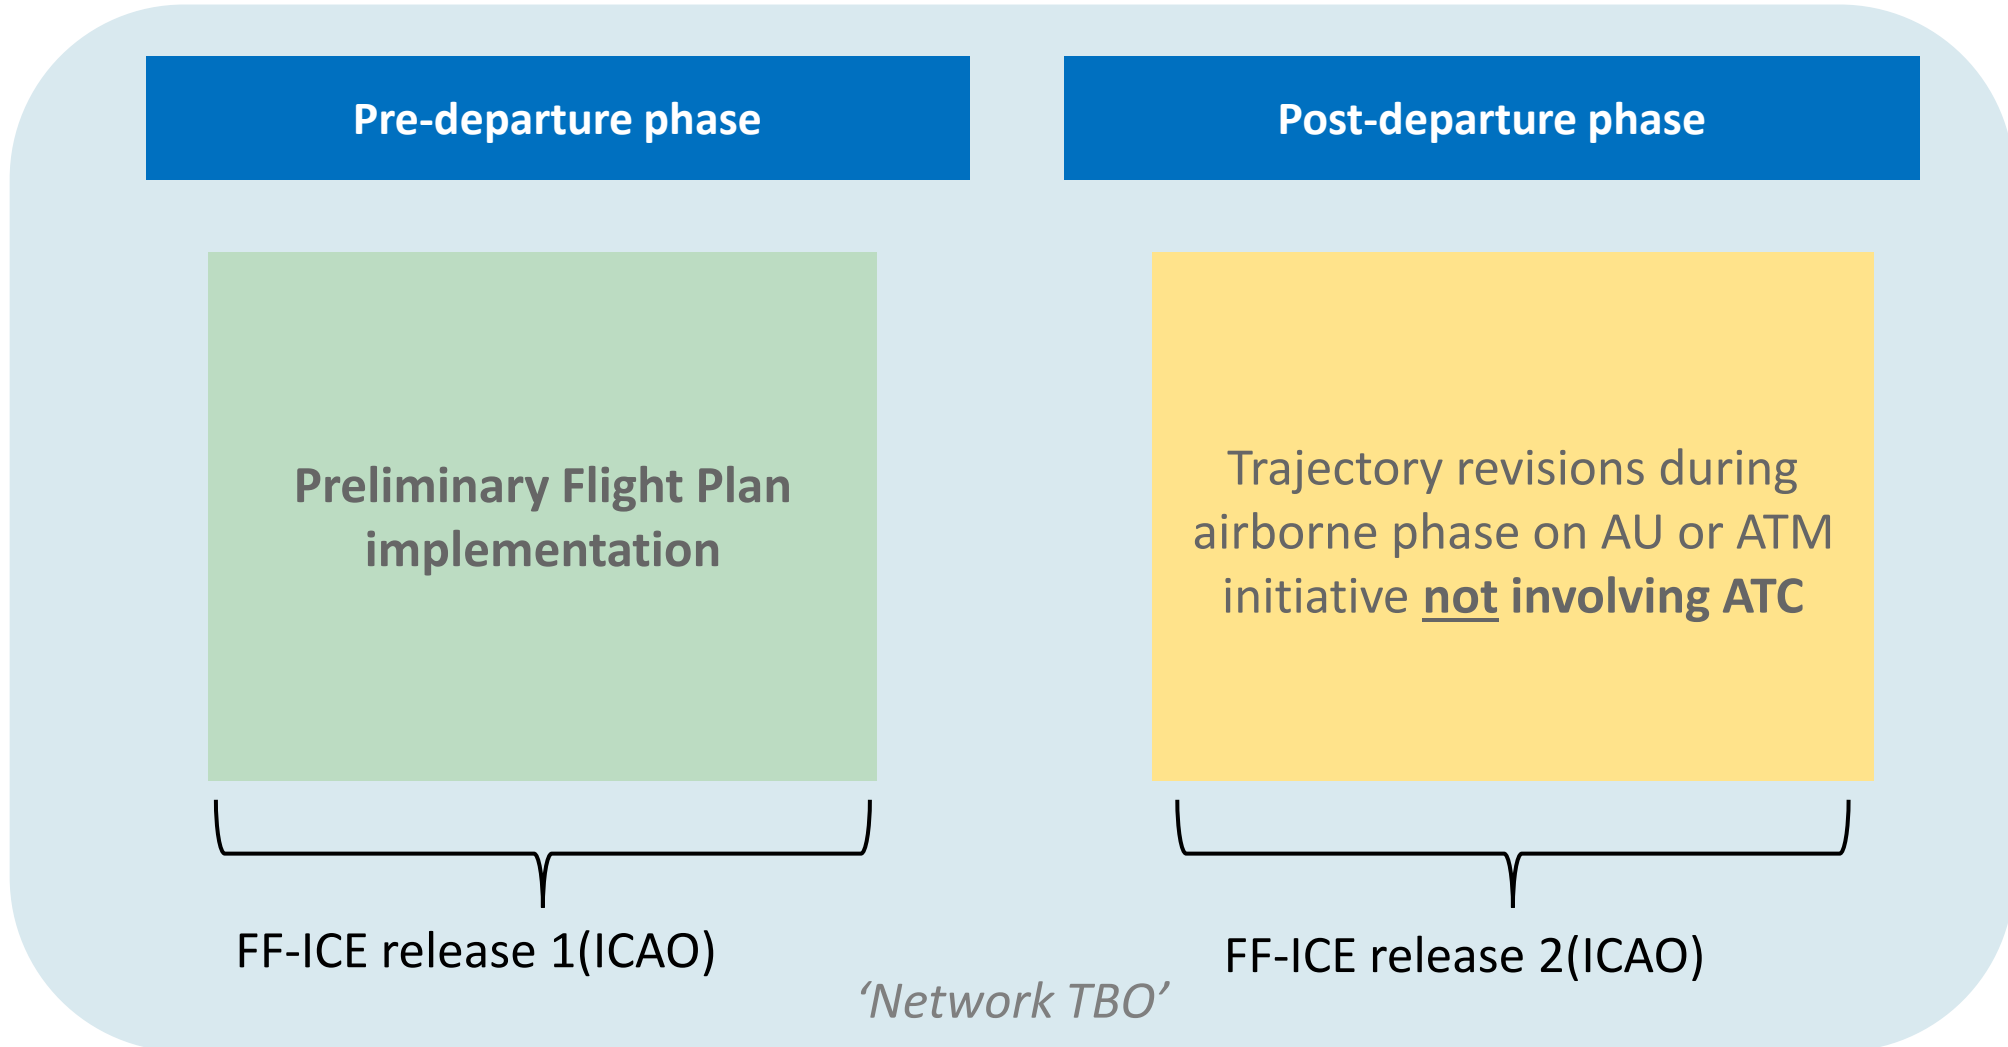 Pre-departure phase
Post-departure phase
Preliminary Flight Plan
implementation
Trajectory revisions during
airborne phase on AU or ATM
initiative not involving ATC
FF-ICE release 1(ICAO)
FF-ICE release 2(ICAO)
‘Network TBO’